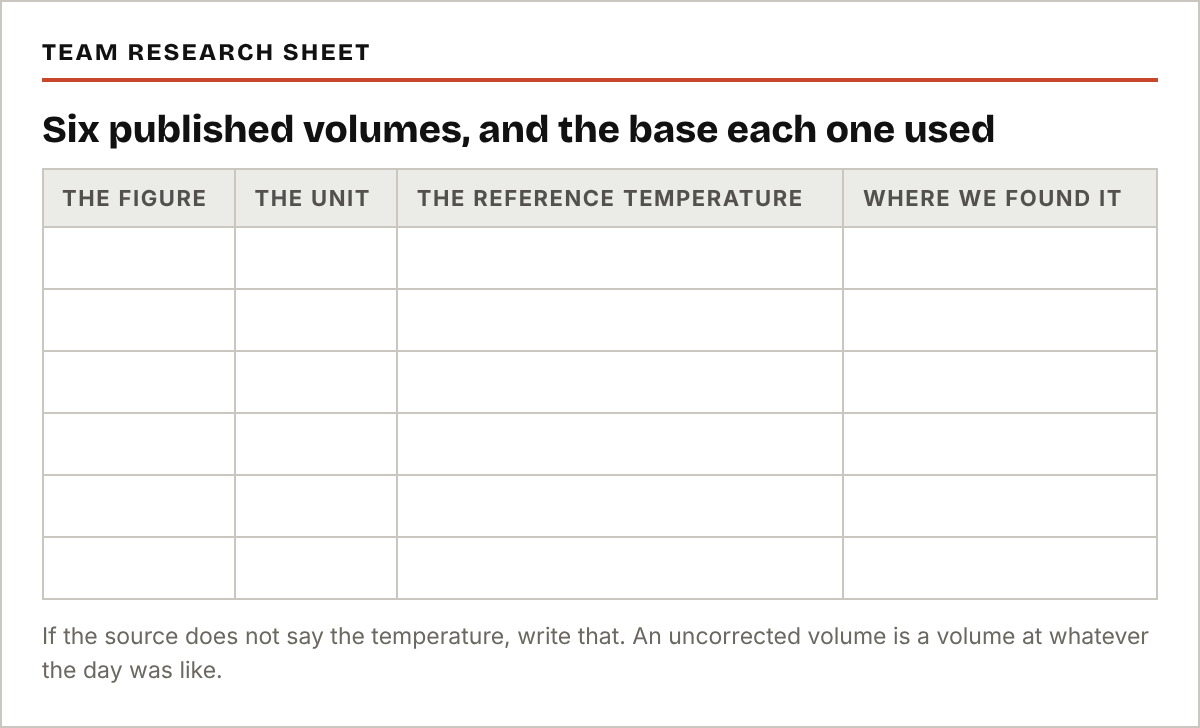 TEAM RESEARCH SHEET
Six published volumes, and the base each one used
THE FIGURE THE UNIT THE REFERENCE TEMPERATURE WHERE WE FOUND IT
If the source does not say the temperature, write that. An uncorrected volume is a volume at whatever
the day was like.